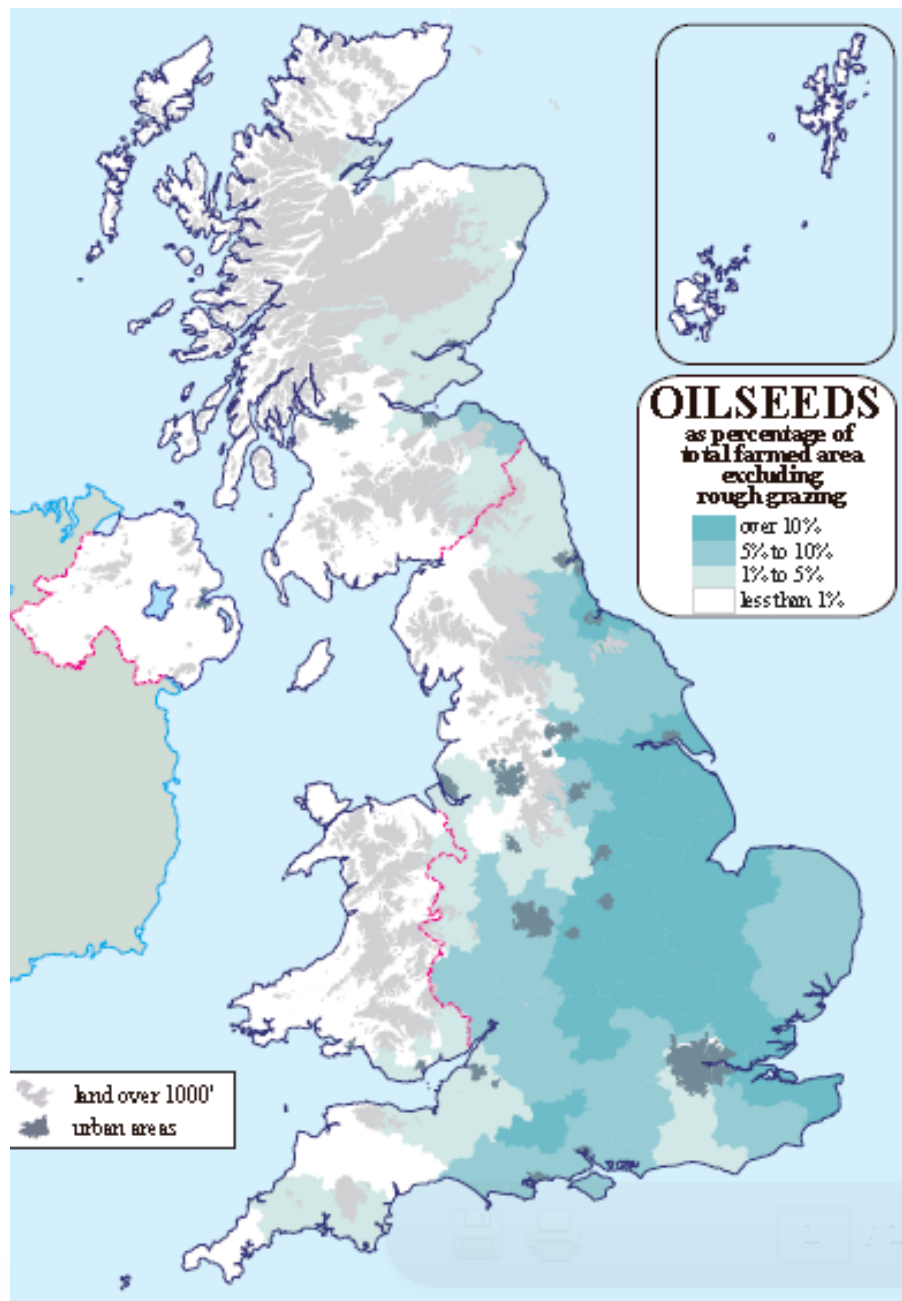 OILSEEDS
as percentage of
total farmed area
excluding
rough grazing
over 10%
5% to 10%
1% to 5%
less than 1%
land over 1000'
urban areas